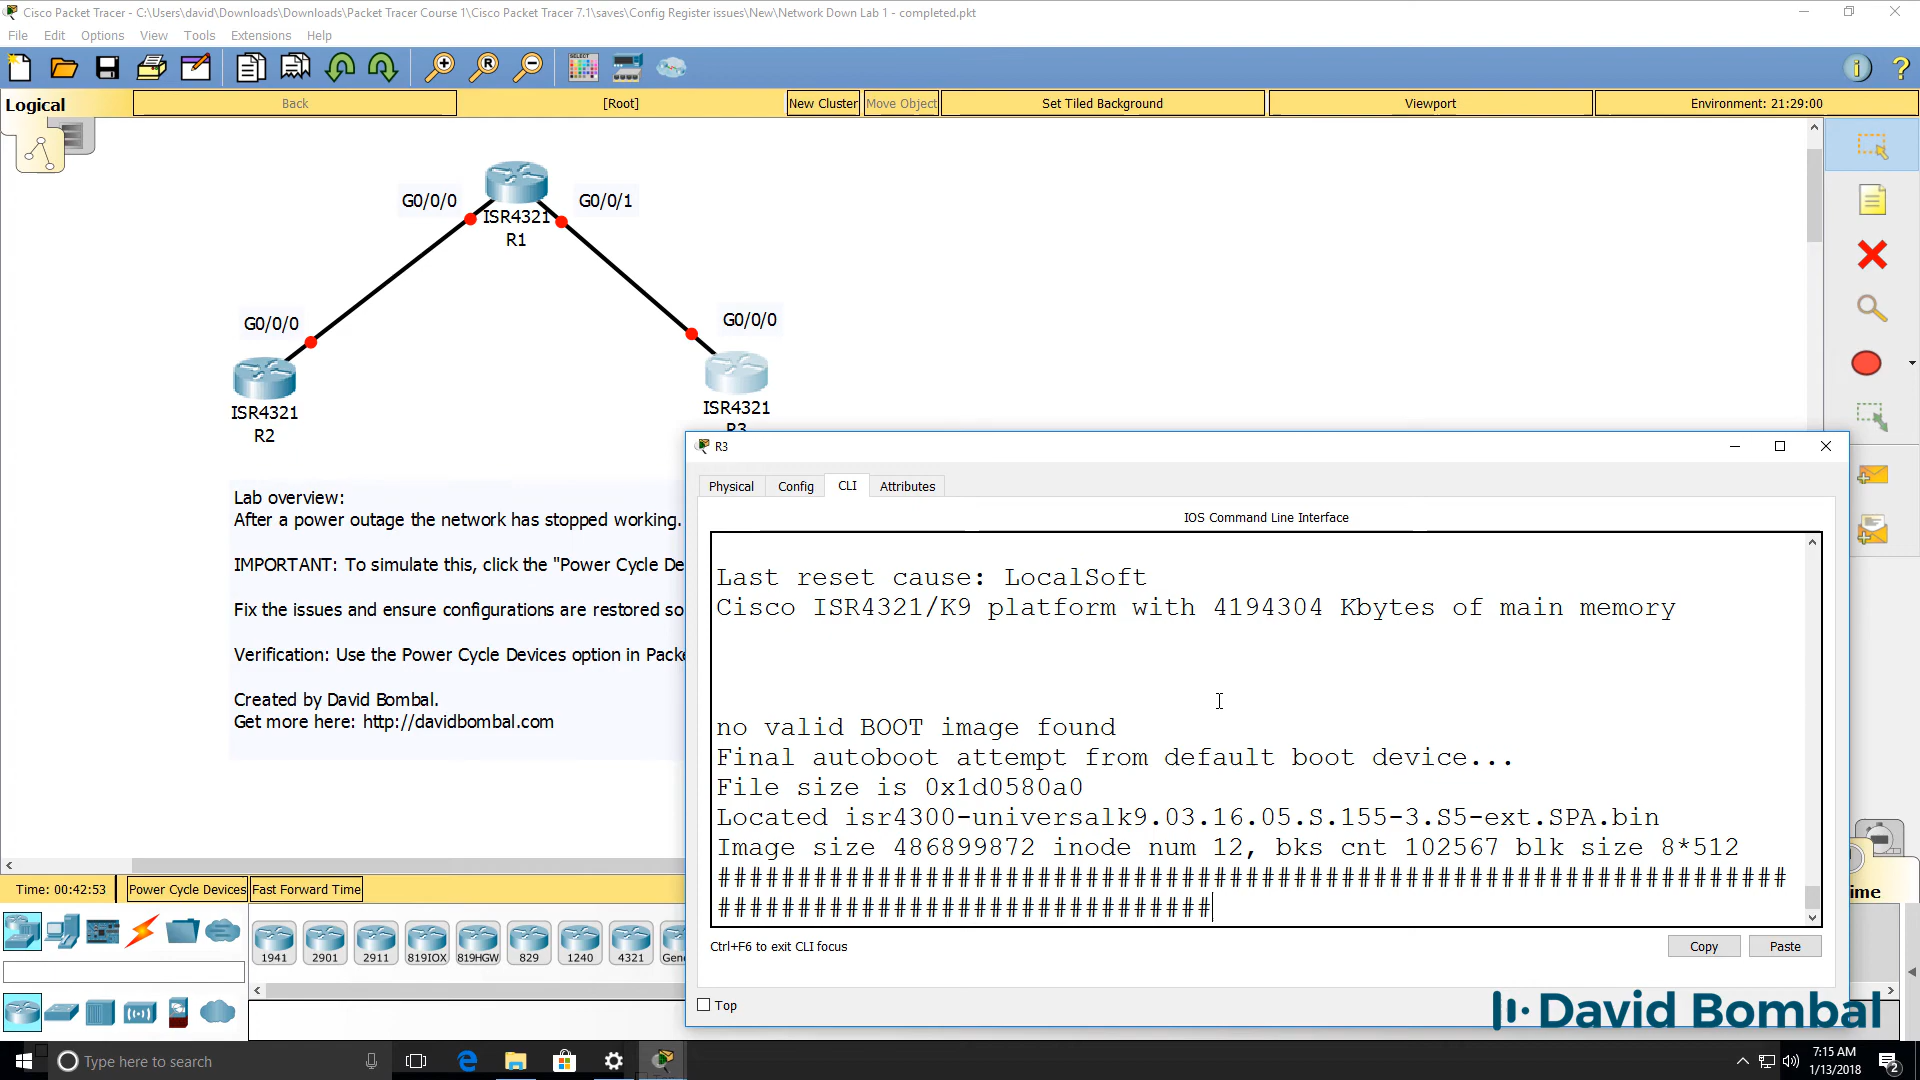 Cisco Packet Tracer - C:\Users\david\Downloads\Downloads\Packet Tracer Course 1\Cisco Packet Tracer 7.1\saves\Config Register issues\New\Network Down Lab 1 - completed.pkt
File Edit Options View Tools Extensions Help
Logical Back [Root] New Cluster Move Object Set Tiled Background Viewport Environment: 21:29:00
G0/0/0 G0/0/1
ISR4321
R1
G0/0/0 G0/0/0
ISR4321
R2
ISR4321
R3
Lab overview:
After a power outage the network has stopped working.
IMPORTANT: To simulate this, click the "Power Cycle De
Fix the issues and ensure configurations are restored so
Verification: Use the Power Cycle Devices option in Packe
Created by David Bombal.
Get more here: http://davidbombal.com
R3
Physical Config CLI Attributes
IOS Command Line Interface
Last reset cause: LocalSoft
Cisco ISR4321/K9 platform with 4194304 Kbytes of main memory
no valid BOOT image found
Final autoboot attempt from default boot device...
File size is 0x1d0580a0
Located isr4300-universalk9.03.16.05.S.155-3.S5-ext.SPA.bin
Image size 486899872 inode num 12, bks cnt 102567 blk size 8*512
###################################################################
###############################
Ctrl+F6 to exit CLI focus
Copy Paste
Top
Time: 00:42:53 Power Cycle Devices Fast Forward Time
ime
1941 2901 2911 819IOX 819HGW 829 1240 4321 Gene
David Bombal
Type here to search
7:15 AM
1/13/2018
2